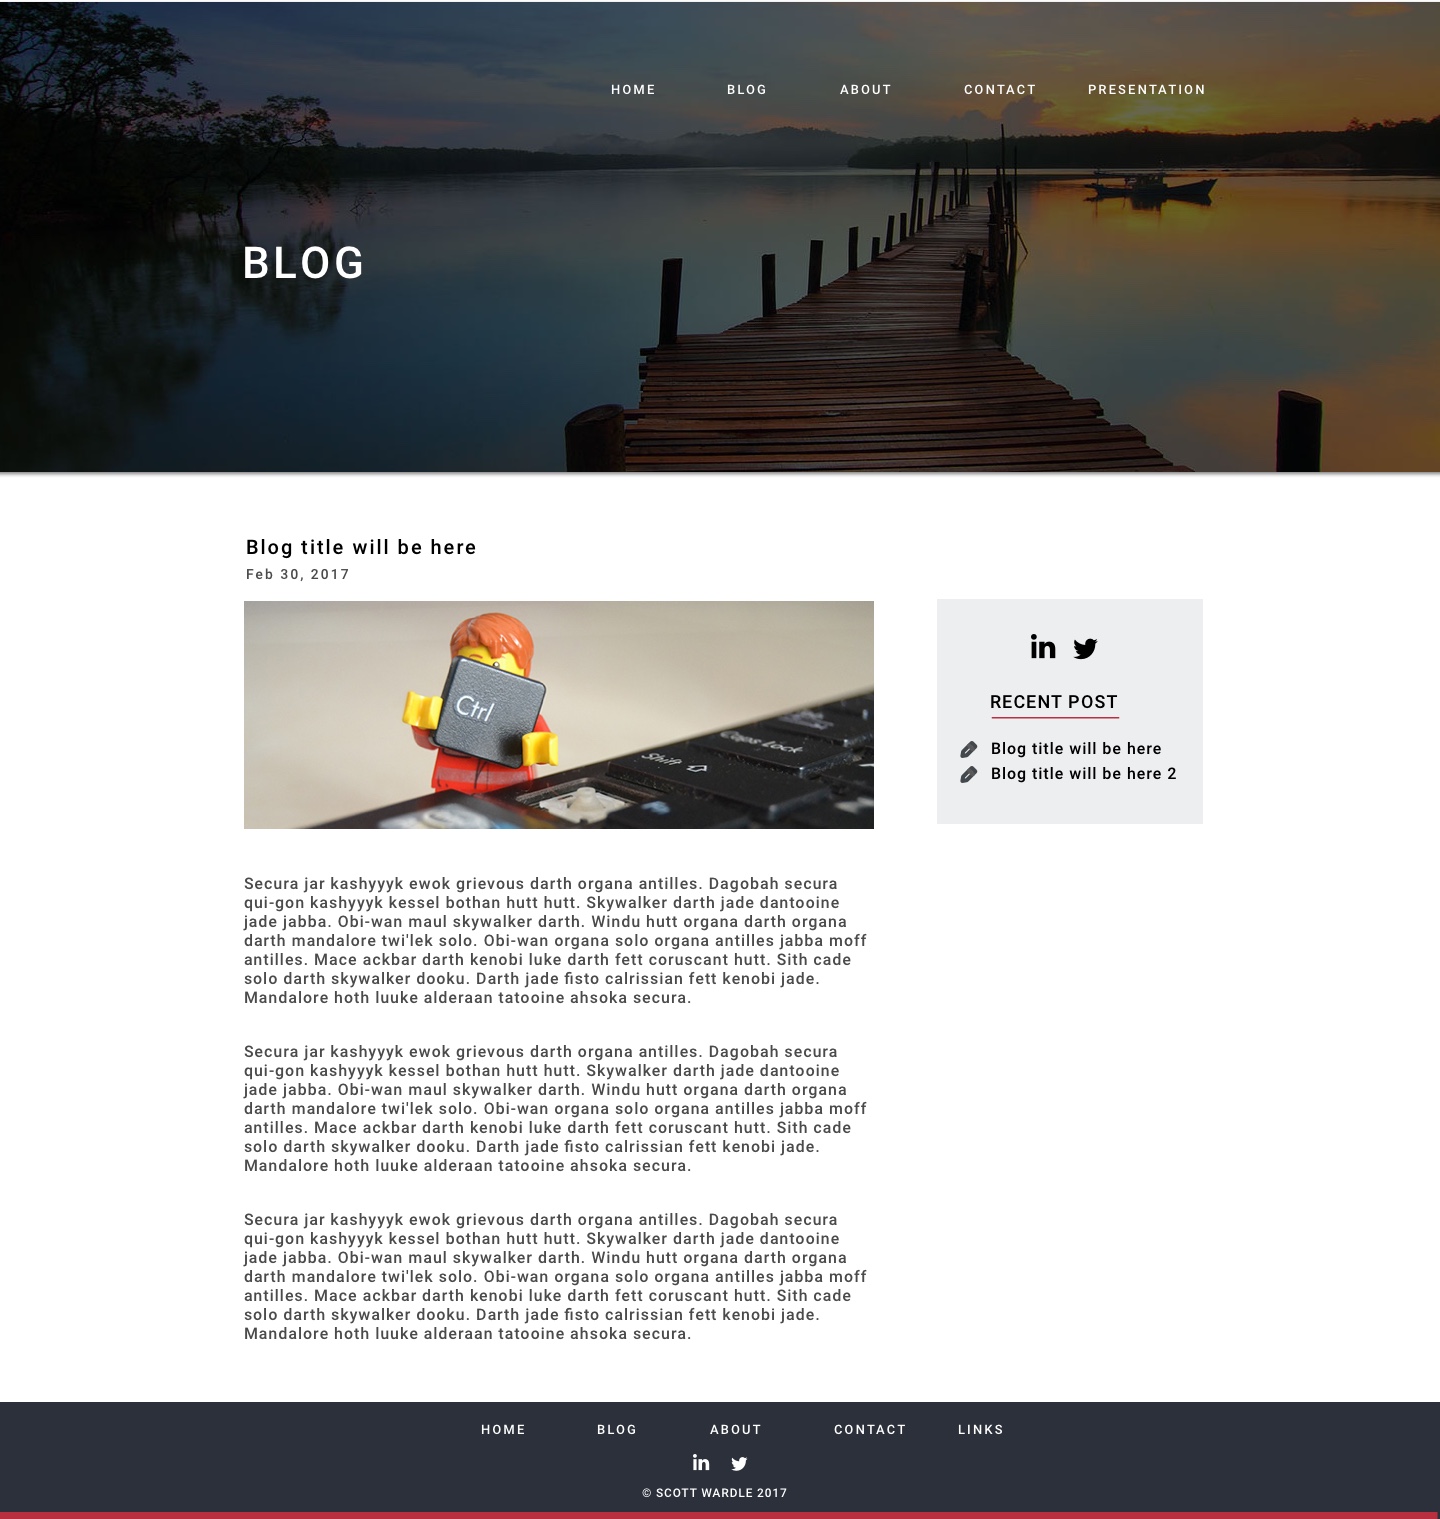 HOME BLOG ABOUT CONTACT PRESENTATION
BLOG
Blog title will be here
Feb 30, 2017
Ctrl
Caps Lock
Shift
in
RECENT POST
Blog title will be here
Blog title will be here 2
Secura jar kashyyyk ewok grievous darth organa antilles. Dagobah secura
qui-gon kashyyyk kessel bothan hutt hutt. Skywalker darth jade dantooine
jade jabba. Obi-wan maul skywalker darth. Windu hutt organa darth organa
darth mandalore twi'lek solo. Obi-wan organa solo organa antilles jabba moff
antilles. Mace ackbar darth kenobi luke darth fett coruscant hutt. Sith cade
solo darth skywalker dooku. Darth jade fisto calrissian fett kenobi jade.
Mandalore hoth luuke alderaan tatooine ahsoka secura.
Secura jar kashyyyk ewok grievous darth organa antilles. Dagobah secura
qui-gon kashyyyk kessel bothan hutt hutt. Skywalker darth jade dantooine
jade jabba. Obi-wan maul skywalker darth. Windu hutt organa darth organa
darth mandalore twi'lek solo. Obi-wan organa solo organa antilles jabba moff
antilles. Mace ackbar darth kenobi luke darth fett coruscant hutt. Sith cade
solo darth skywalker dooku. Darth jade fisto calrissian fett kenobi jade.
Mandalore hoth luuke alderaan tatooine ahsoka secura.
Secura jar kashyyyk ewok grievous darth organa antilles. Dagobah secura
qui-gon kashyyyk kessel bothan hutt hutt. Skywalker darth jade dantooine
jade jabba. Obi-wan maul skywalker darth. Windu hutt organa darth organa
darth mandalore twi'lek solo. Obi-wan organa solo organa antilles jabba moff
antilles. Mace ackbar darth kenobi luke darth fett coruscant hutt. Sith cade
solo darth skywalker dooku. Darth jade fisto calrissian fett kenobi jade.
Mandalore hoth luuke alderaan tatooine ahsoka secura.
HOME BLOG ABOUT CONTACT LINKS
in
© SCOTT WARDLE 2017